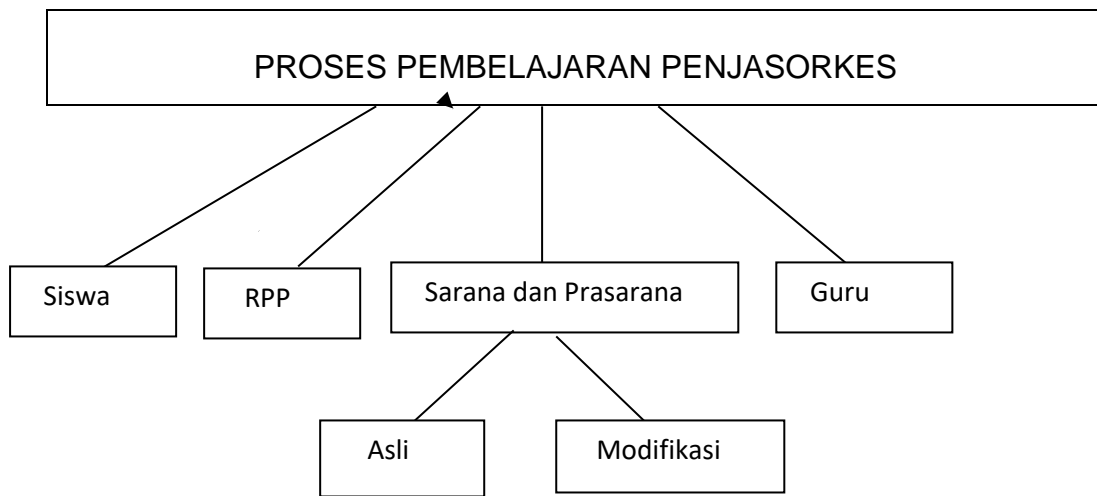 PROSES PEMBELAJARAN PENJASORKES
Siswa
RPP
Sarana dan Prasarana
Guru
Asli
Modifikasi